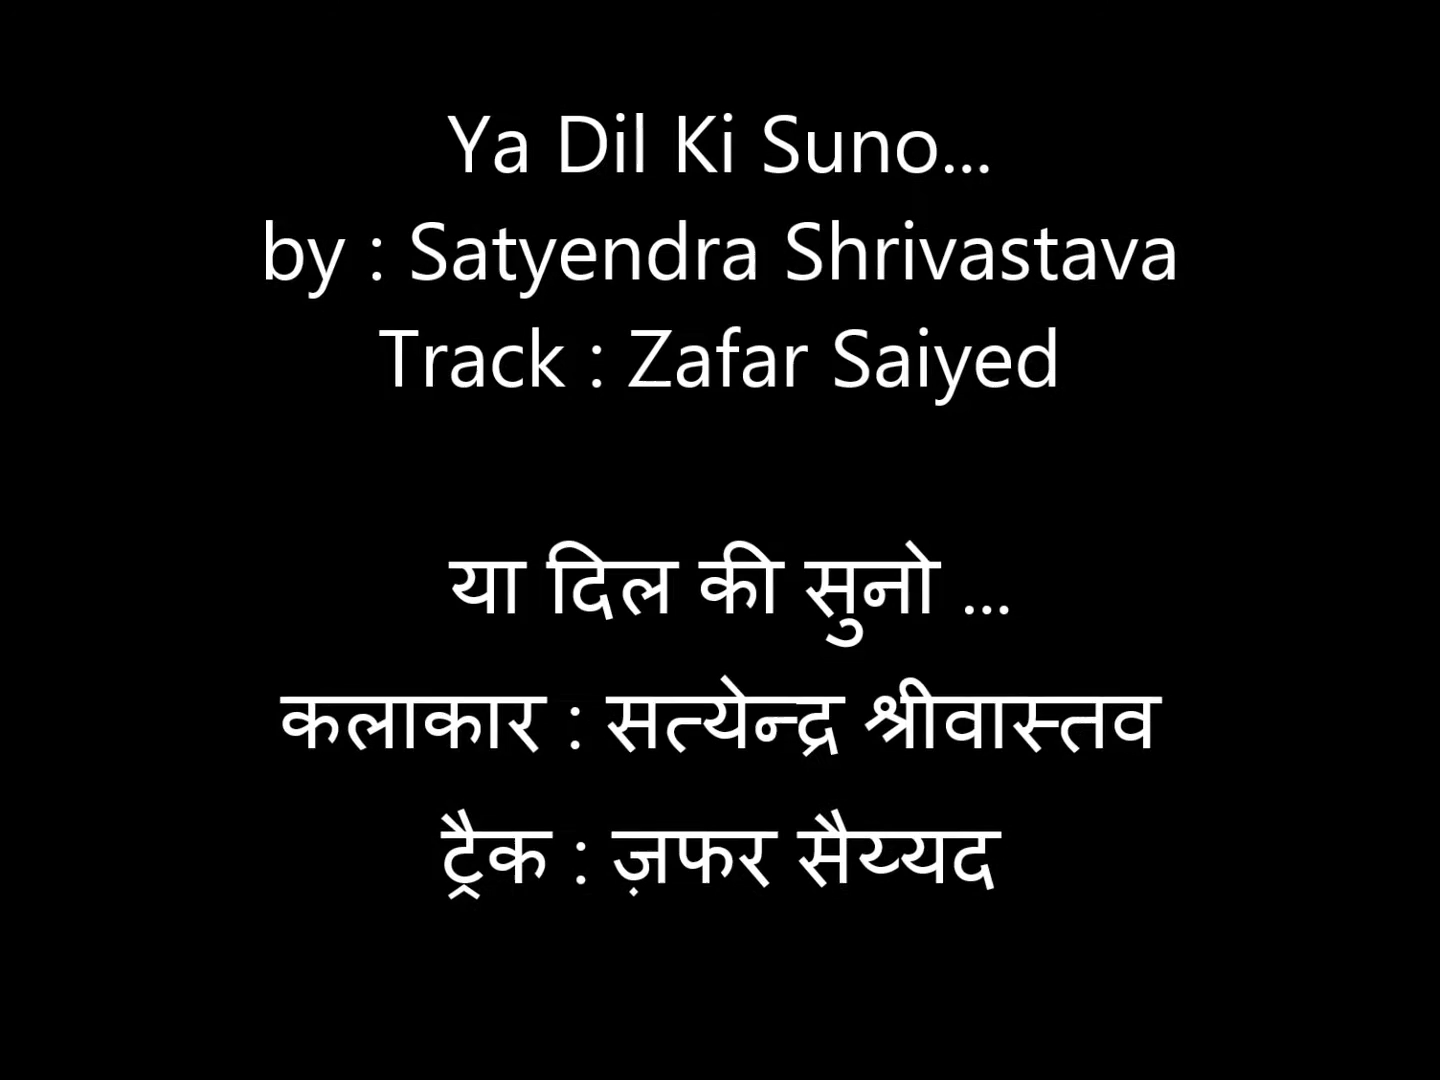 Ya Dil Ki Suno...
by : Satyendra Shrivastava
Track : Zafar Saiyed
या दिल की सुनो ...
कलाकार : सत्येन्द्र श्रीवास्तव
ट्रैक : ज़फर सैय्यद